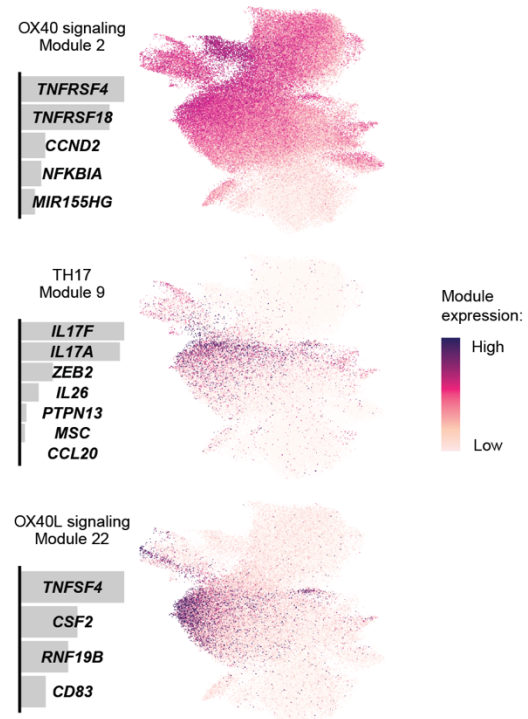 OX40 signaling
Module 2
TNFRSF4
TNFRSF18
CCND2
NFKBIA
MIR155HG
TH17
Module 9
IL17F
IL17A
ZEB2
IL26
PTPN13
MSC
CCL20
Module
expression:
High
Low
OX40L signaling
Module 22
TNFSF4
CSF2
RNF19B
CD83